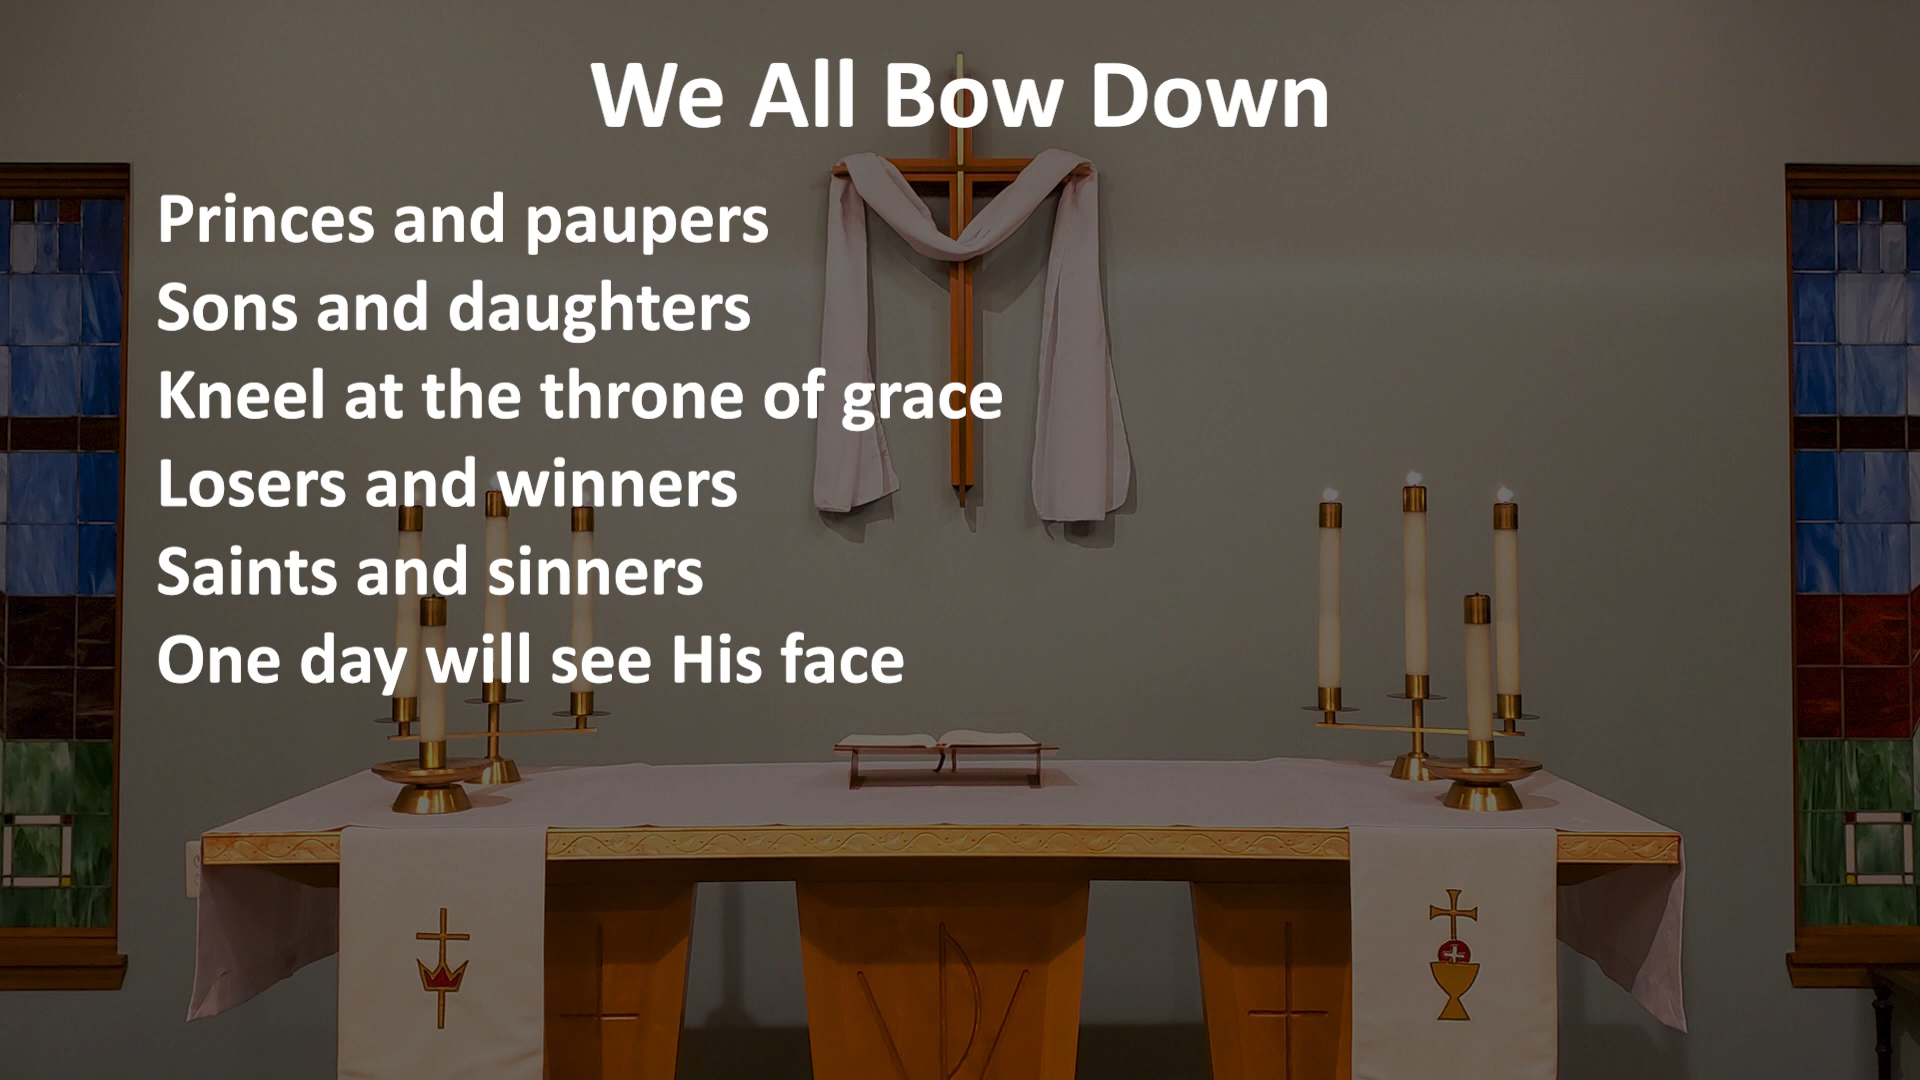 We All Bow Down
Princes and paupers
Sons and daughters
Kneel at the throne of grace
Losers and winners
Saints and sinners
One day will see His face